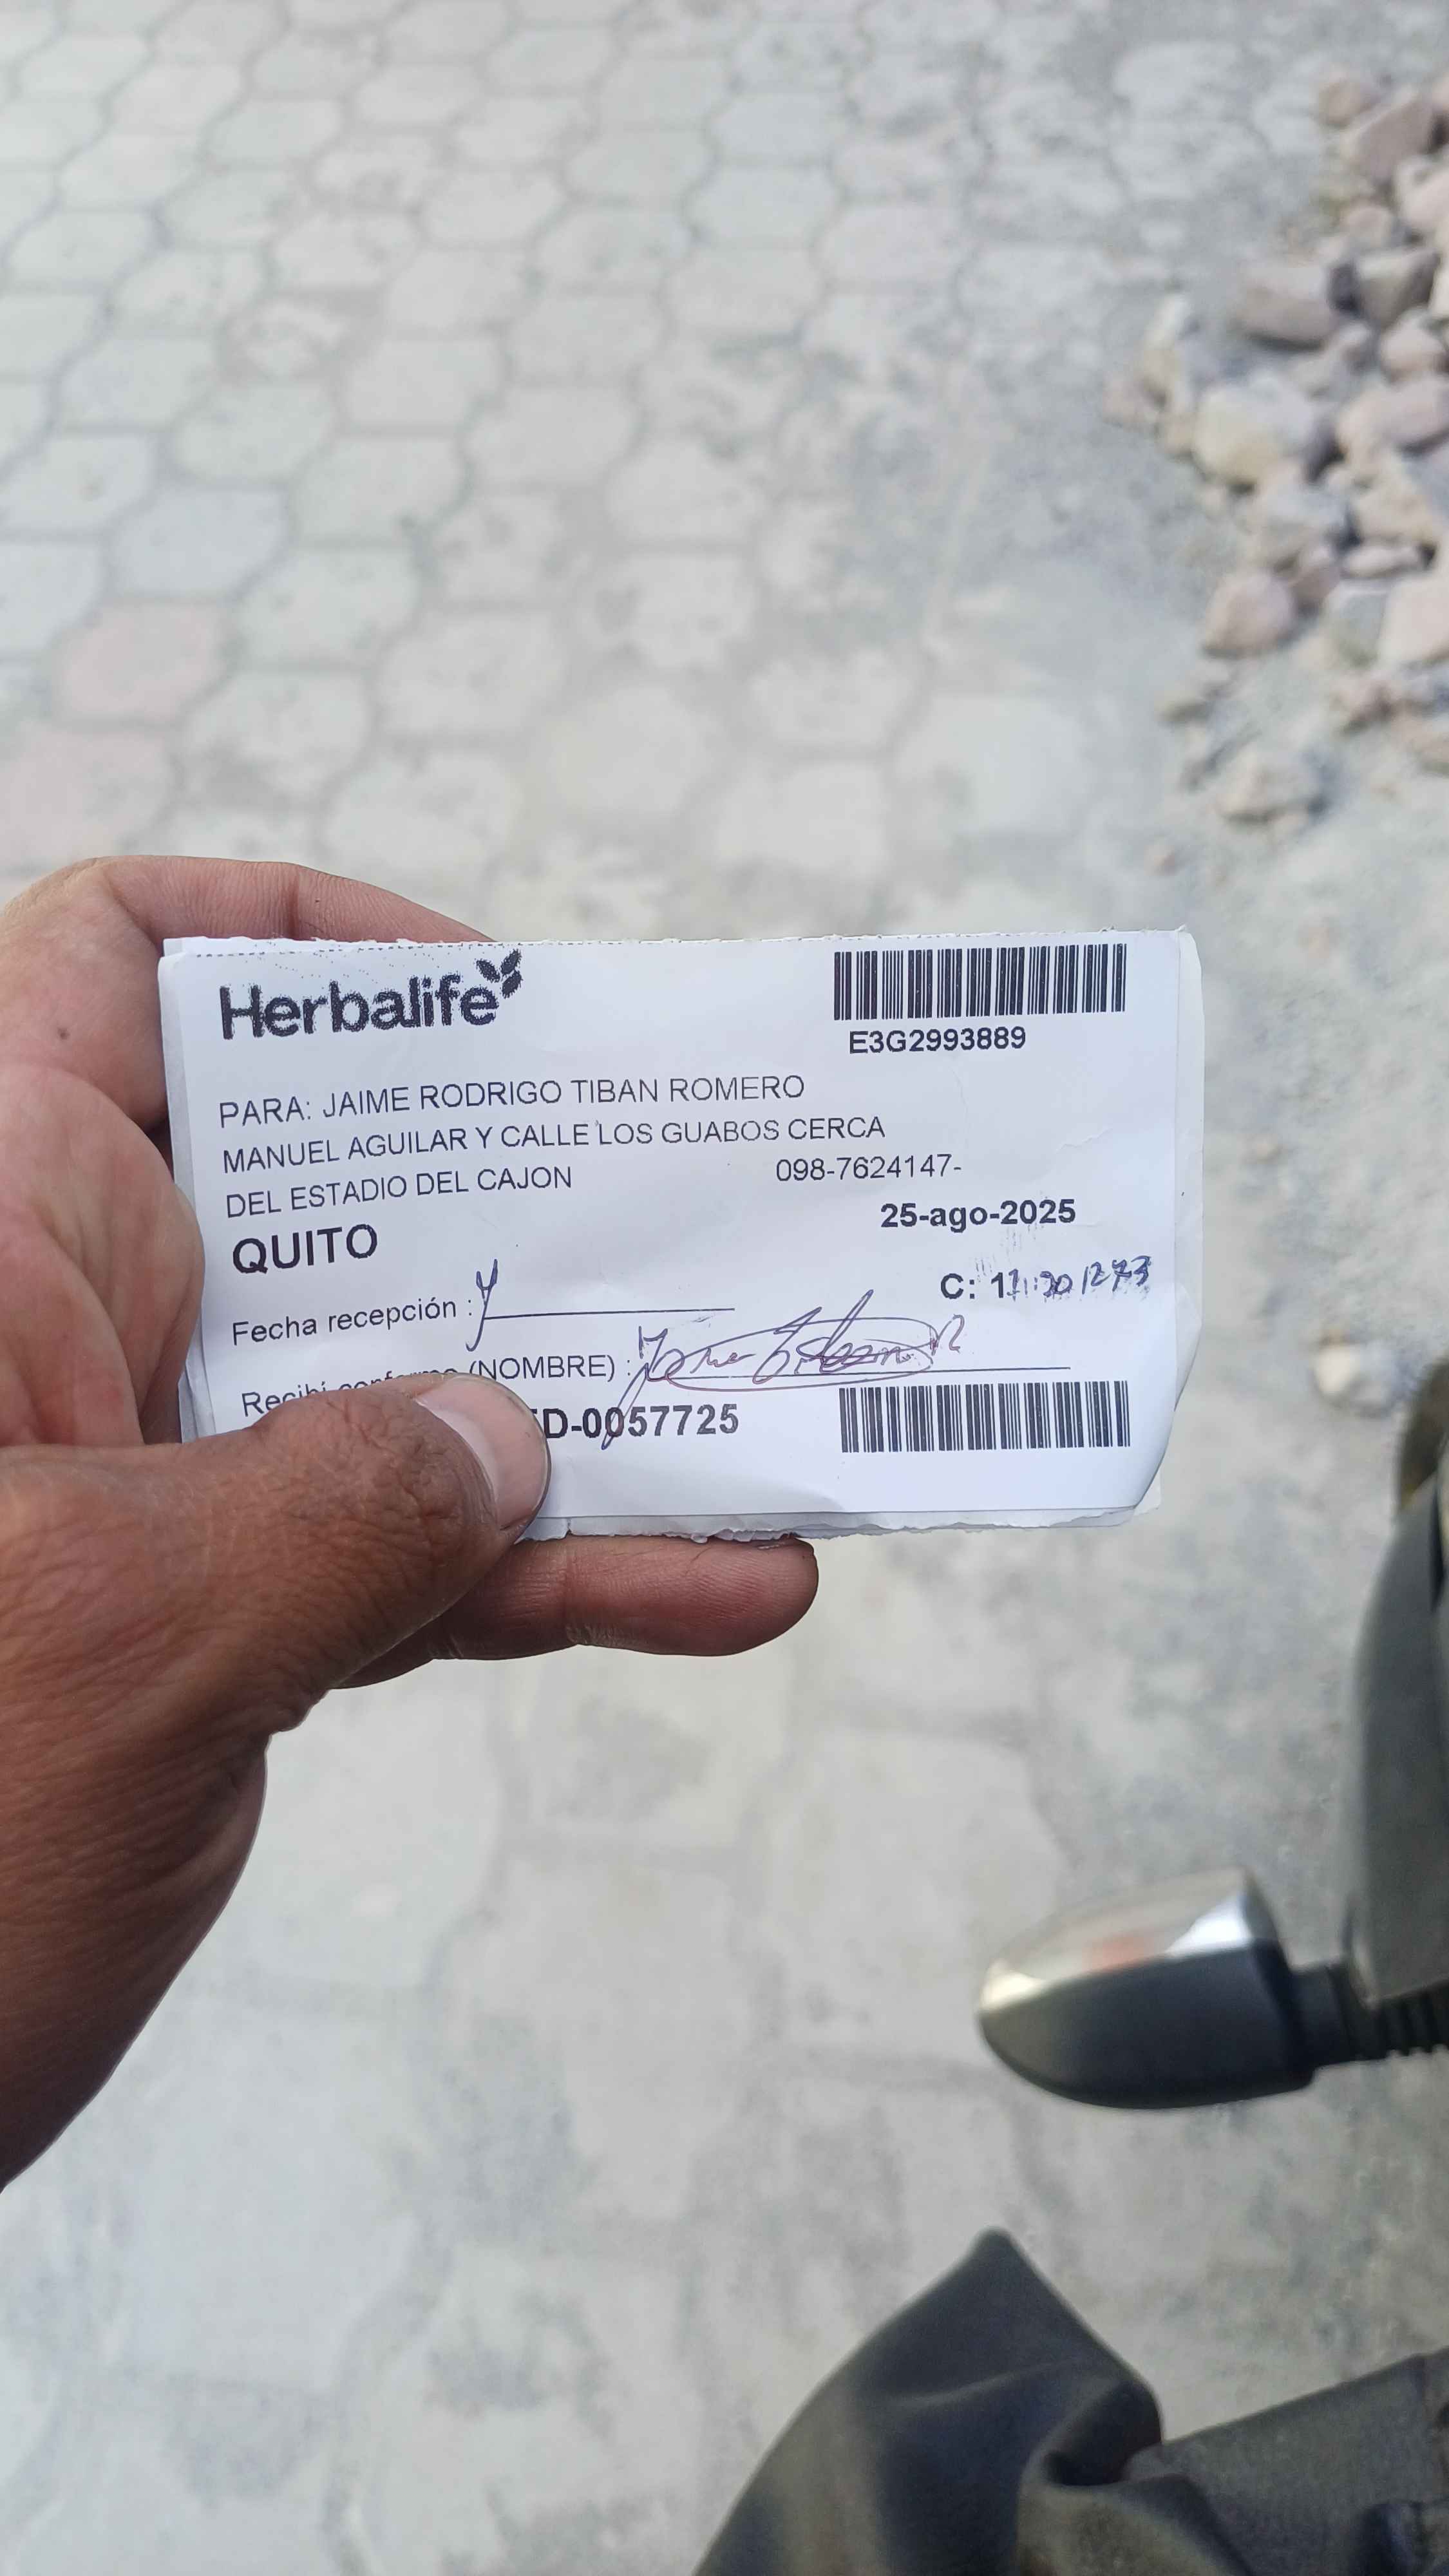 Herbalife
E3G2993889
PARA: JAIME RODRIGO TIBAN ROMERO
MANUEL AGUILAR Y CALLE LOS GUABOS CERCA
DEL ESTADIO DEL CAJON 098-7624147-
25-ago-2025
QUITO
C: 1
Fecha recepción :
(NOMBRE) :
D-0057725